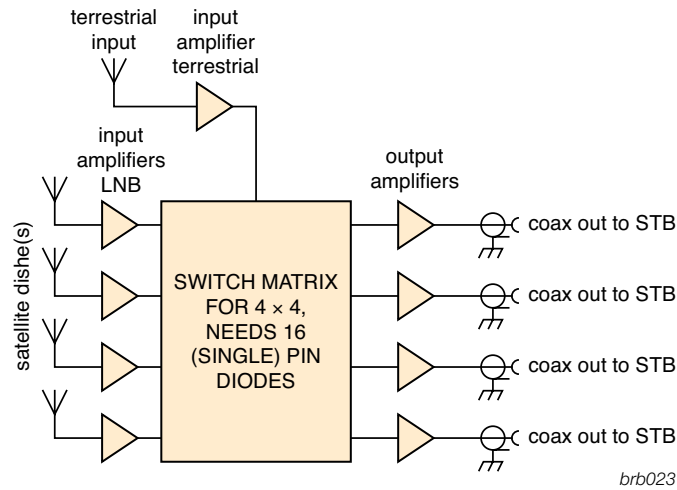 terrestrial
input
input
amplifier
terrestrial
input
amplifiers
LNB
output
amplifiers
satellite dishe(s)
SWITCH MATRIX
FOR 4 × 4,
NEEDS 16
(SINGLE) PIN
DIODES
coax out to STB
coax out to STB
coax out to STB
coax out to STB
brb023